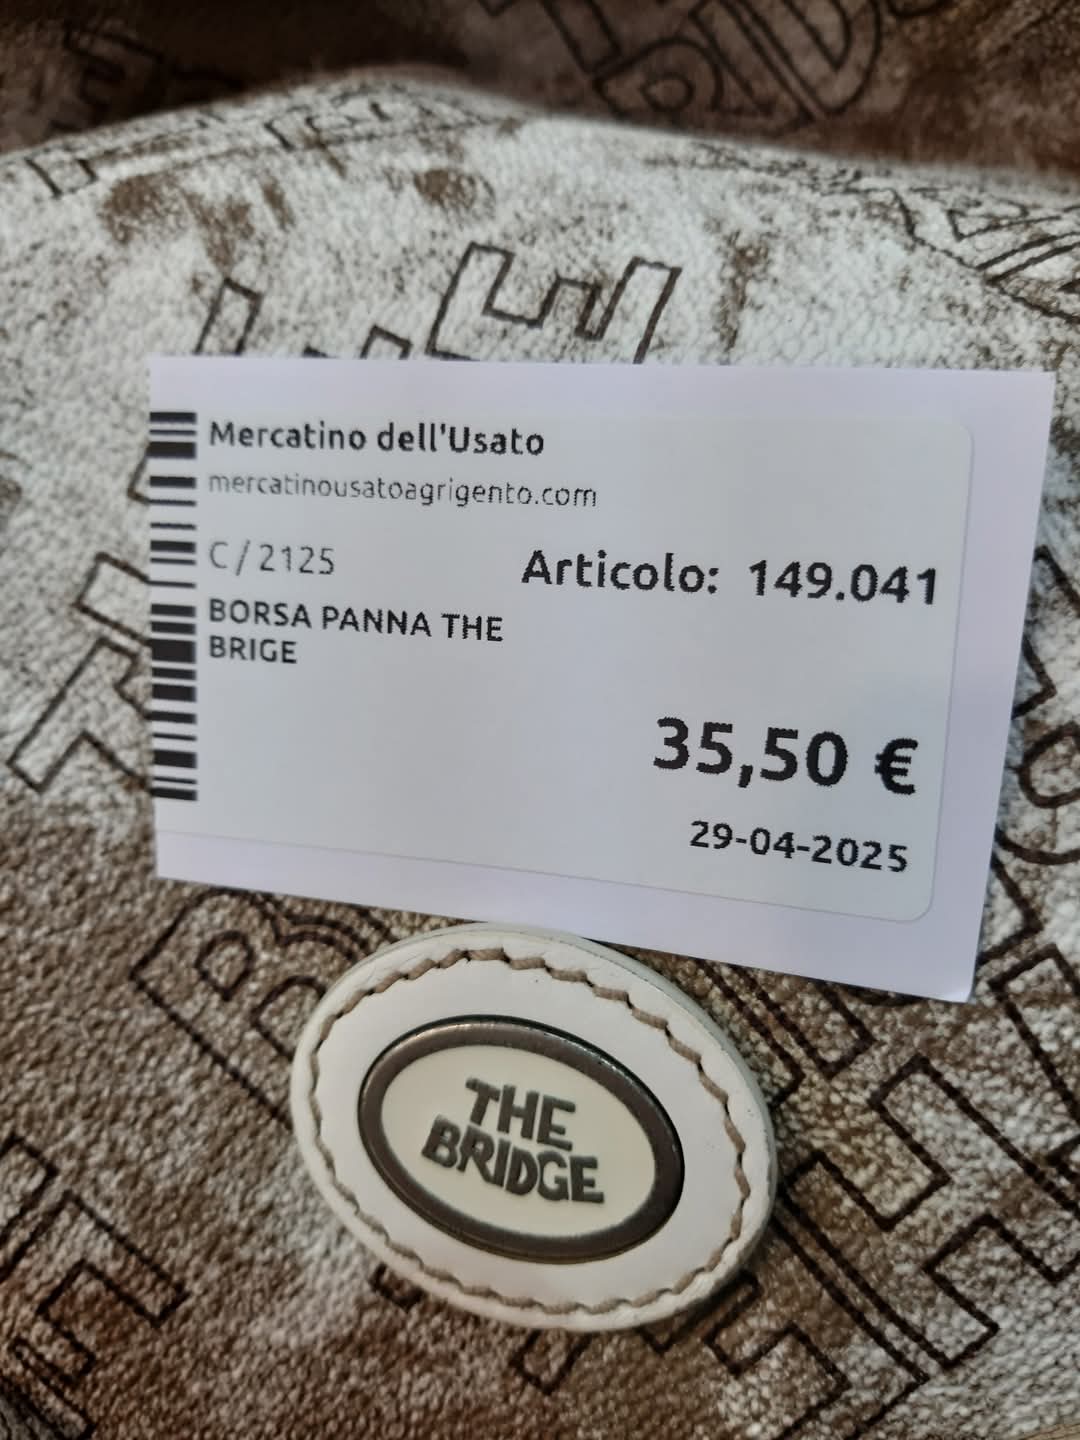 Mercatino dell'Usato
mercatinousatoagrigento.com
C / 2125
Articolo: 149.041
BORSA PANNA THE
BRIGE
35,50 €
29-04-2025
THE
BRIDGE